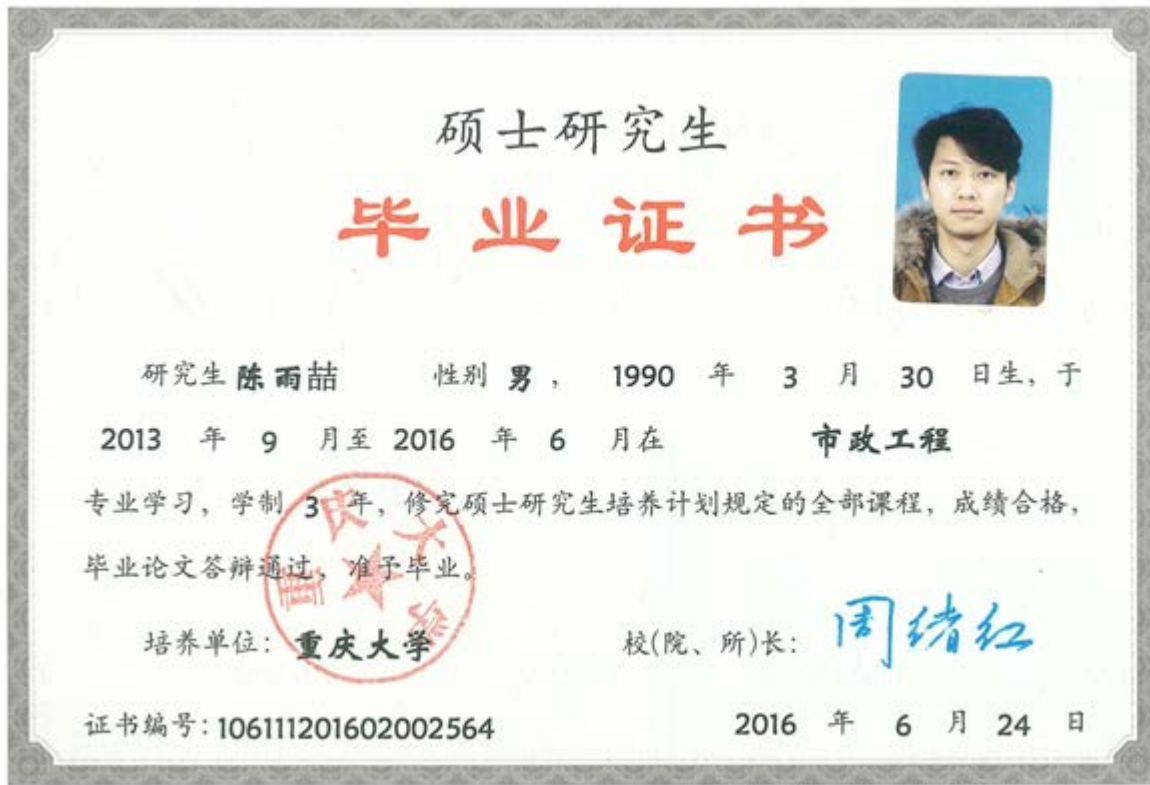 硕士研究生
毕业证书
研究生 陈雨喆 性别 男 ， 1990 年 3 月 30 日生，于
2013 年 9 月至 2016 年 6 月在 市政工程
专业学习，学制 3 年，修完硕士研究生培养计划规定的全部课程，成绩合格，
毕业论文答辩通过，准予毕业。
培养单位：重庆大学 校(院、所)长：周绪红
重庆大学
证书编号：106111201602002564 2016 年 6 月 24 日